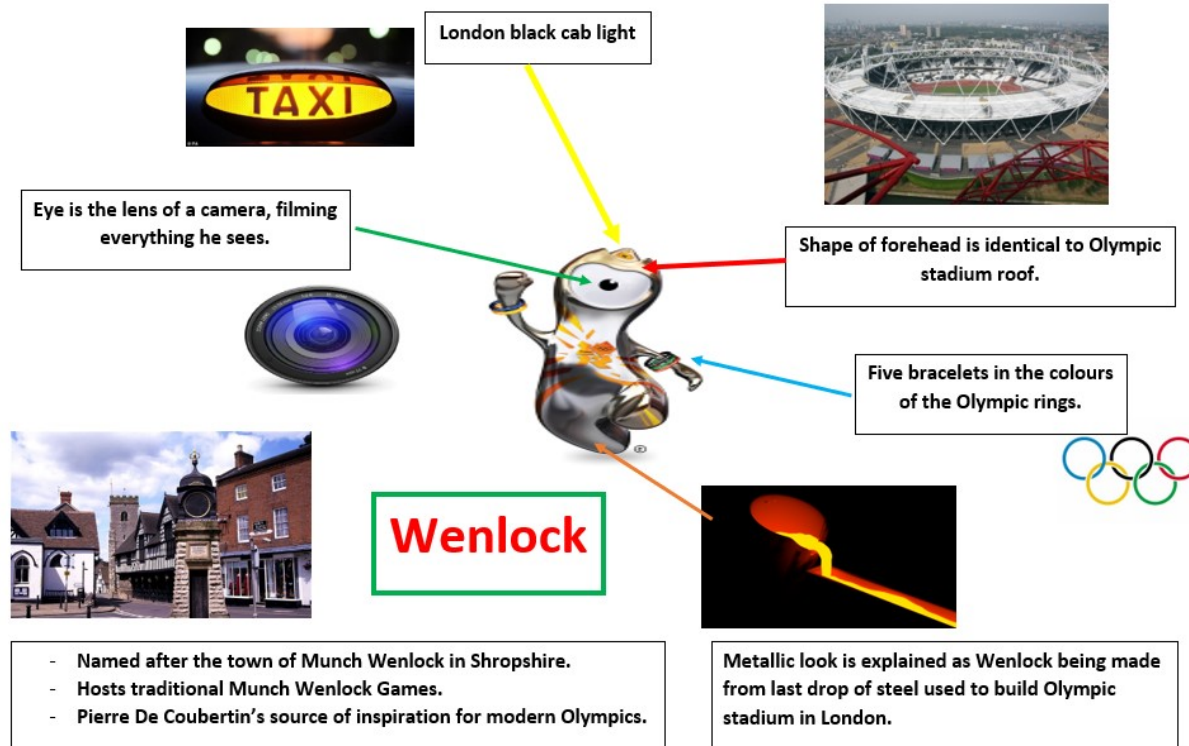 London black cab light
TAXI
Eye is the lens of a camera, filming
everything he sees.
Shape of forehead is identical to Olympic
stadium roof.
Five bracelets in the colours
of the Olympic rings.
Wenlock
- Named after the town of Munch Wenlock in Shropshire.
- Hosts traditional Munch Wenlock Games.
- Pierre De Coubertin's source of inspiration for modern Olympics.
Metallic look is explained as Wenlock being made
from last drop of steel used to build Olympic
stadium in London.